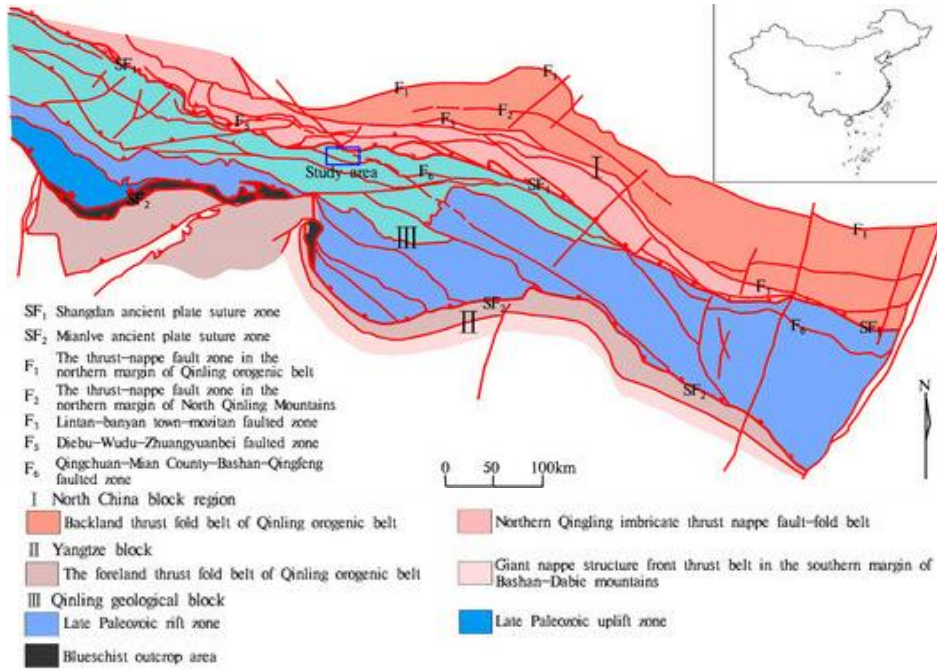 F₁
F₁
SF₁
F₂
F₃
F₃
I
Study area
F₆
SF₁
SF₂
III
F₁
SF₂
II
F₃
F₆
SF₁
SF₂
N
SF₁ Shangdan ancient plate suture zone
SF₂ Mianlve ancient plate suture zone
F₁ The thrust-nappe fault zone in the
northern margin of Qinling orogenic belt
F₂ The thrust-nappe fault zone in the
northern margin of North Qinling Mountains
F₃ Lintan-banyan town-mozitan faulted zone
F₅ Diebu-Wudu-Zhuangyuanbei faulted zone
F₆ Qingchuan-Mian County-Bashan-Qingfeng
faulted zone
0 50 100km
I North China block region
Backland thrust fold belt of Qinling orogenic belt
Northern Qingling imbricate thrust nappe fault-fold belt
II Yangtze block
The foreland thrust fold belt of Qinling orogenic belt
Giant nappe structure front thrust belt in the southern margin of
Bashan-Dabie mountains
III Qinling geological block
Late Paleozoic rift zone
Late Paleozoic uplift zone
Blueschist outcrop area